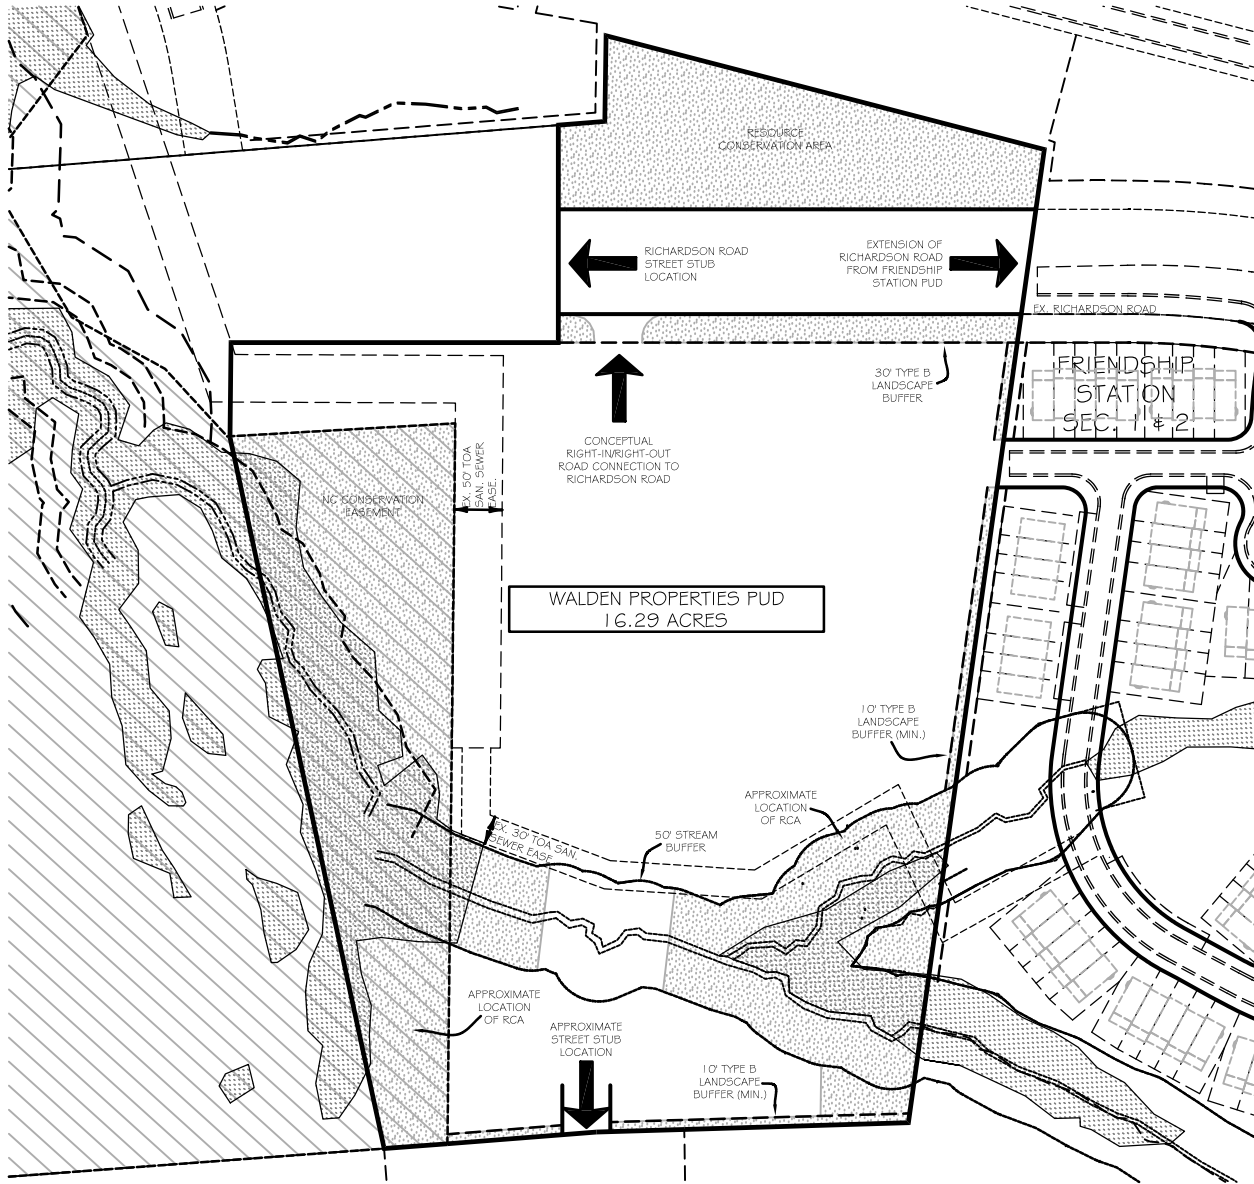 RESOURCE
CONSERVATION AREA
RICHARDSON ROAD
STREET STUB
LOCATION
EXTENSION OF
RICHARDSON ROAD
FROM FRIENDSHIP
STATION PUD
EX. RICHARDSON ROAD
30' TYPE B
LANDSCAPE
BUFFER
FRIENDSHIP
STATION
SEC. 1 & 2
CONCEPTUAL
RIGHT-IN/RIGHT-OUT
ROAD CONNECTION TO
RICHARDSON ROAD
EX. 50' TOA
SAN. SEWER
EASE.
NC CONSERVATION
EASEMENT
WALDEN PROPERTIES PUD
16.29 ACRES
10' TYPE B
LANDSCAPE
BUFFER (MIN.)
APPROXIMATE
LOCATION
OF RCA
EX. 30' TOA SAN.
SEWER EASE.
50' STREAM
BUFFER
APPROXIMATE
LOCATION
OF RCA
APPROXIMATE
STREET STUB
LOCATION
10' TYPE B
LANDSCAPE
BUFFER (MIN.)